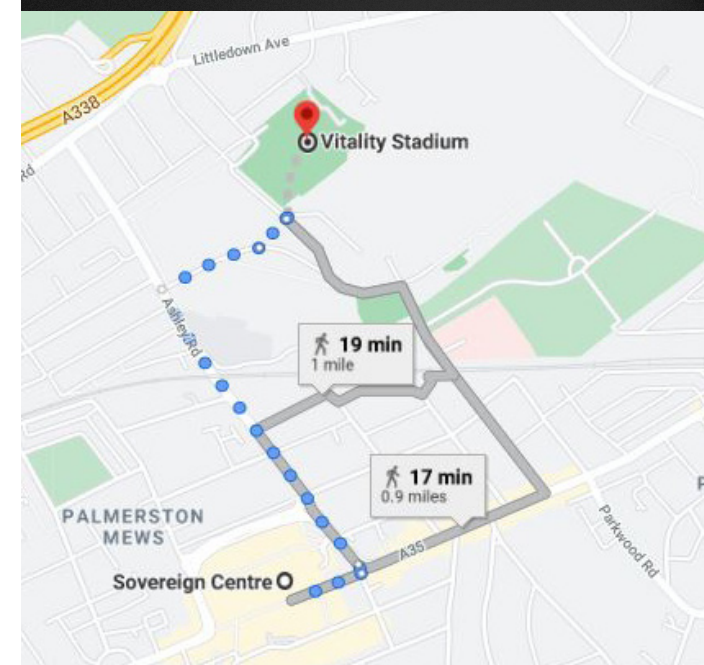 Littledown Ave
A338
Rd
Vitality Stadium
Ashley Rd
19 min
1 mile
17 min
0.9 miles
PALMERSTON
MEWS
Sovereign Centre
A35
Parkwood Rd